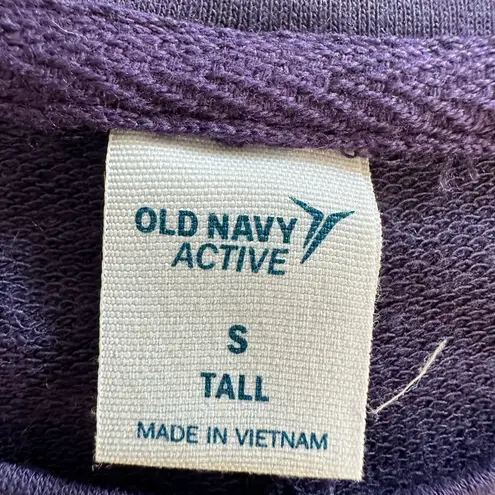 OLD NAVY
ACTIVE
S
TALL
MADE IN VIETNAM